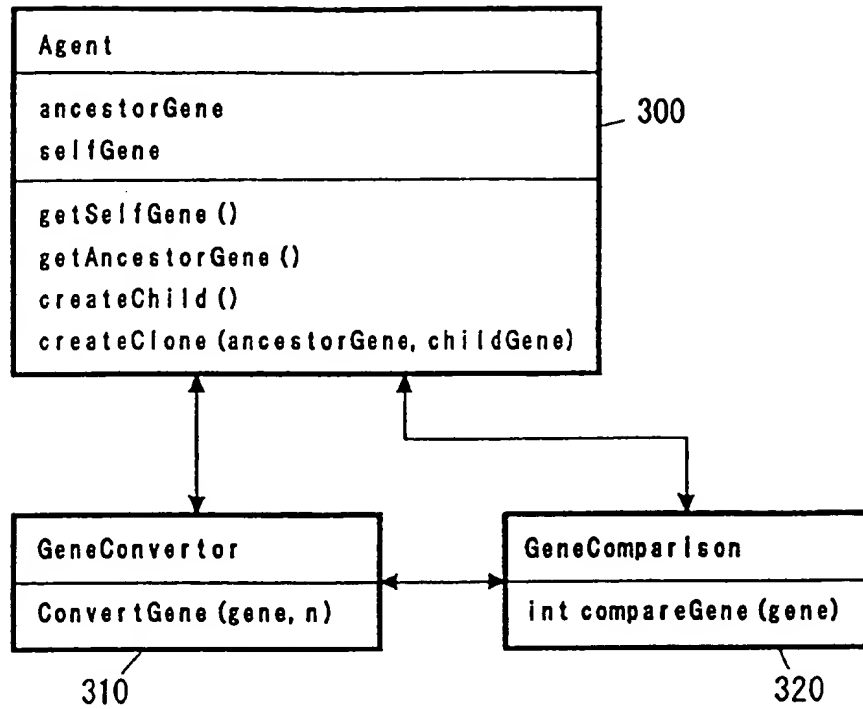 Agent
ancestorGene
selfGene
300
getSelfGene()
getAncestorGene()
createChild()
createClone(ancestorGene, childGene)
GeneConvertor
ConvertGene(gene, n)
310
GeneComparison
int compareGene(gene)
320